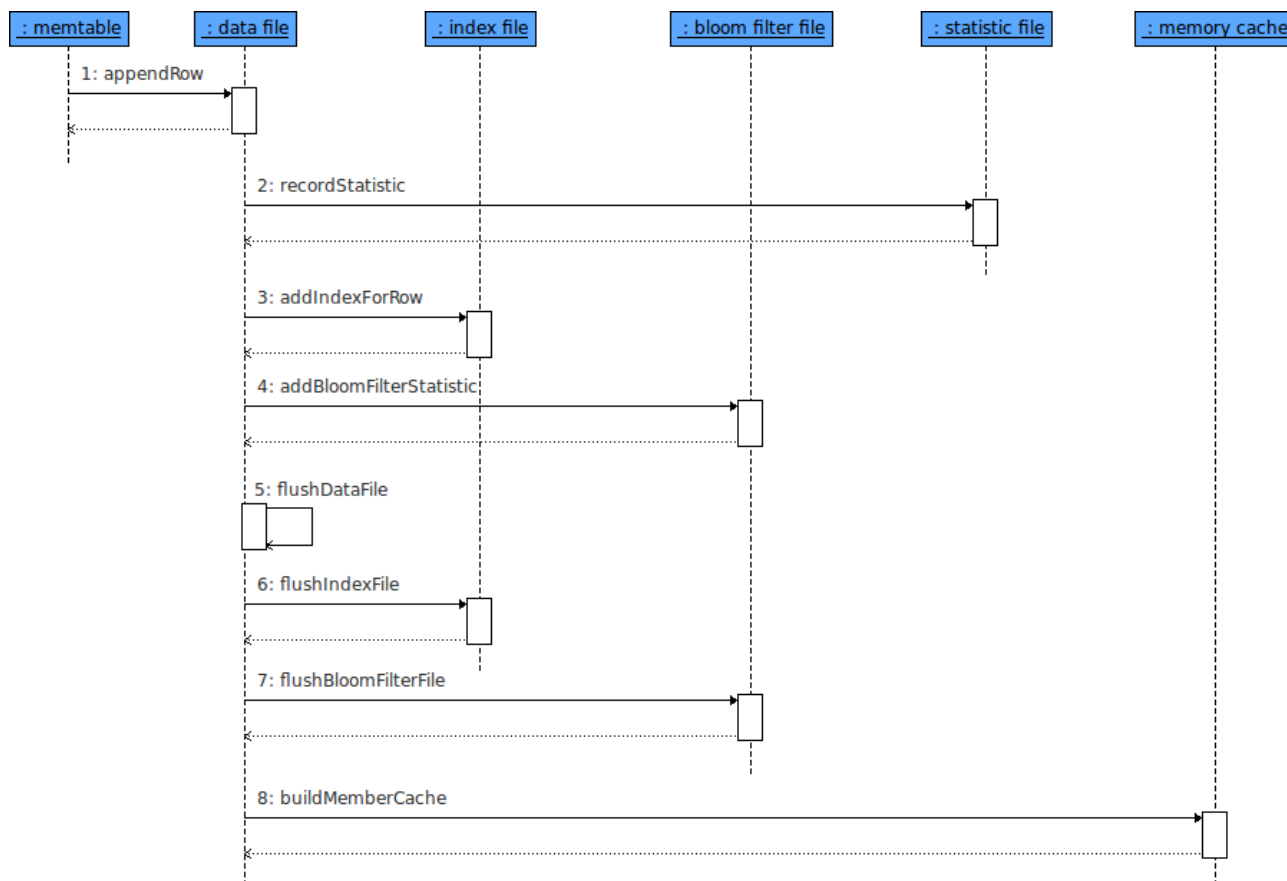 : memtable
: data file
: index file
: bloom filter file
: statistic file
: memory cache
1: appendRow
2: recordStatistic
3: addIndexForRow
4: addBloomFilterStatistic
5: flushDataFile
6: flushIndexFile
7: flushBloomFilterFile
8: buildMemberCache